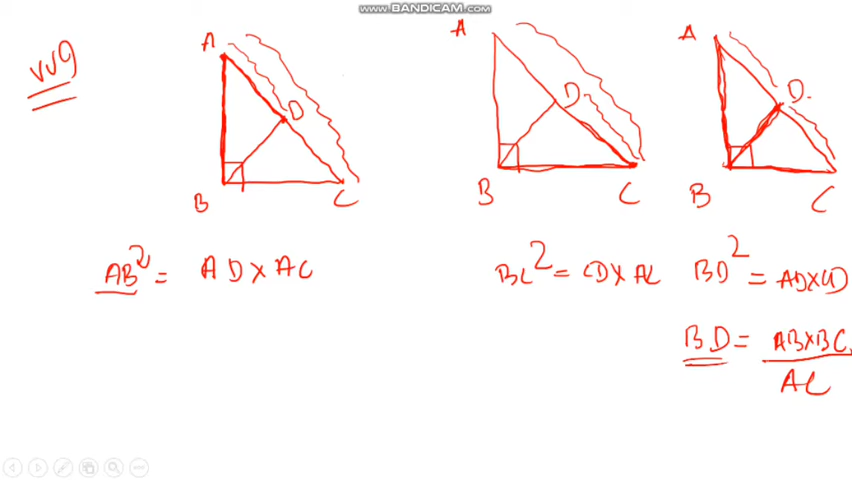 WWW.BANDICAM.COM
vvg
A
D
B
C
AB² = AD × AC
A
D
B
C
BC² = CD × AC
A
D.
B
C
BD² = AD × CD
BD = AB × BC
AC